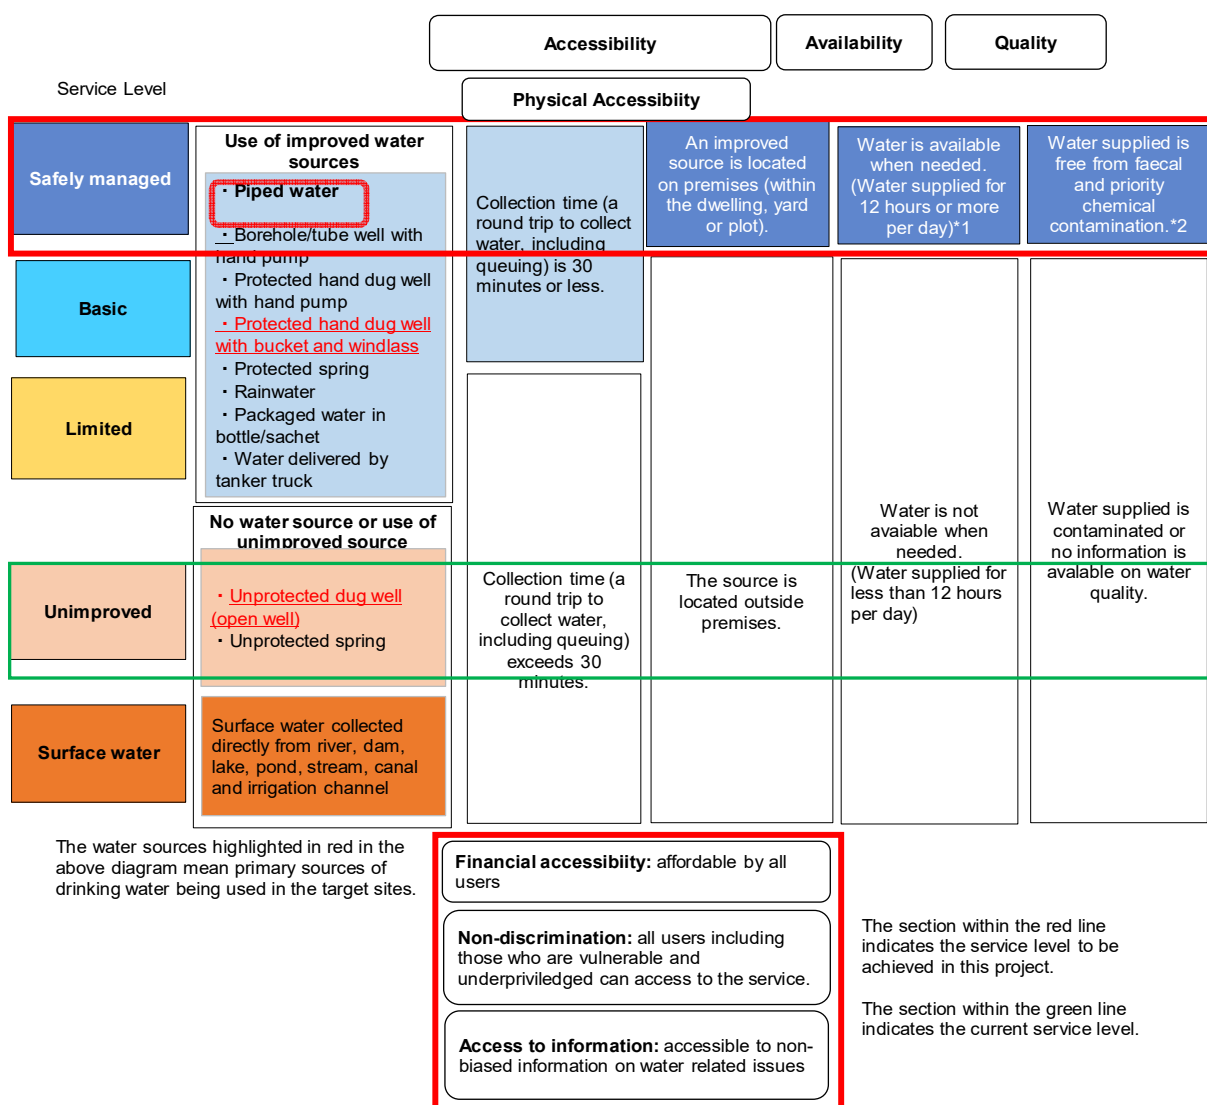 Accessibility
Availability
Quality
Service Level
Physical Accessibiity
Safely managed
Use of improved water
sources
・Piped water
・Borehole/tube well with
hand pump
・Protected hand dug well
with hand pump
・Protected hand dug well
with bucket and windlass
・Protected spring
・Rainwater
・Packaged water in
bottle/sachet
・Water delivered by
tanker truck
Collection time (a
round trip to collect
water, including
queuing) is 30
minutes or less.
An improved
source is located
on premises (within
the dwelling, yard
or plot).
Water is available
when needed.
(Water supplied for
12 hours or more
per day)*1
Water supplied is
free from faecal
and priority
chemical
contamination.*2
Basic
Limited
No water source or use of
unimproved source
Unimproved
・Unprotected dug well
(open well)
・Unprotected spring
Collection time (a
round trip to
collect water,
including queuing)
exceeds 30
minutes.
The source is
located outside
premises.
Water is not
avaiable when
needed.
(Water supplied for
less than 12 hours
per day)
Water supplied is
contaminated or
no information is
avalable on water
quality.
Surface water
Surface water collected
directly from river, dam,
lake, pond, stream, canal
and irrigation channel
The water sources highlighted in red in the
above diagram mean primary sources of
drinking water being used in the target sites.
Financial accessibiity: affordable by all
users
Non-discrimination: all users including
those who are vulnerable and
underpriviledged can access to the service.
Access to information: accessible to non-
biased information on water related issues
The section within the red line
indicates the service level to be
achieved in this project.
The section within the green line
indicates the current service level.